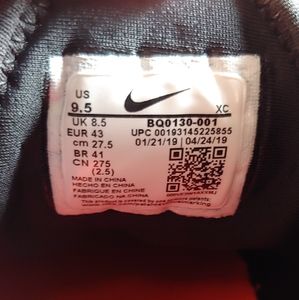 US
9.5 XC
UK 8.5 BQ0130-001
EUR 43 UPC 00193145225855
cm 27.5 01/21/19 04/24/19
BR 41
CN 275
(2.5)
MADE IN CHINA
HECHO EN CHINA
FABRIQUE EN CHINE
FABRICADO NA CHINA